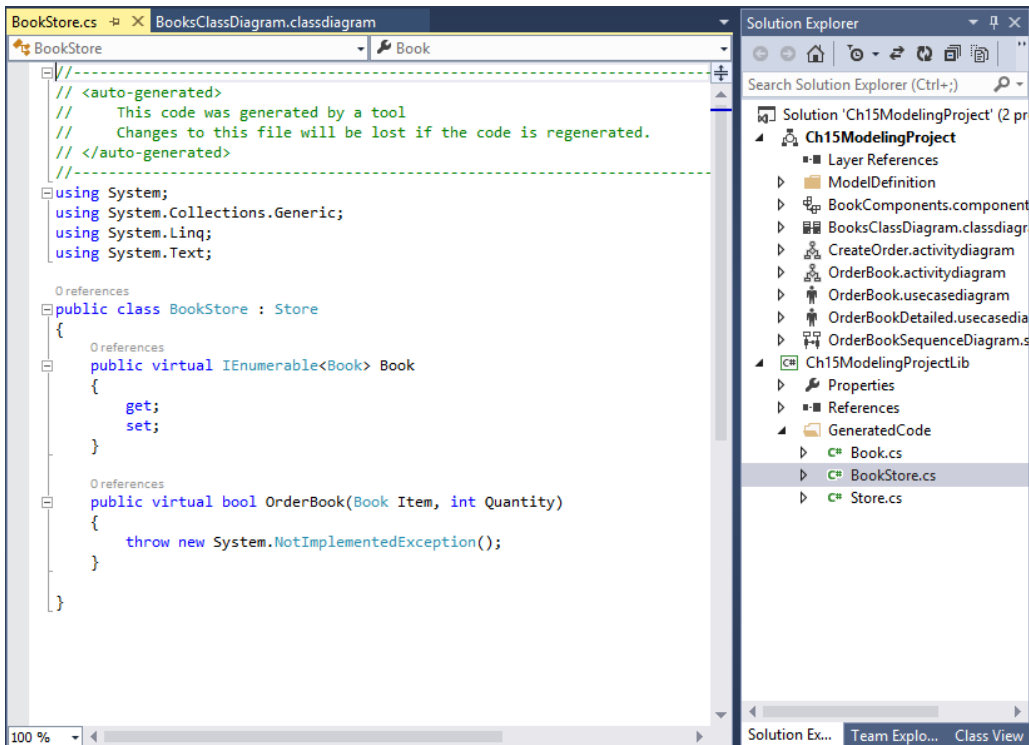 BookStore.cs
BooksClassDiagram.classdiagram
BookStore
Book
//--------------------------------------------------------------------------------
// <auto-generated>
//     This code was generated by a tool
//     Changes to this file will be lost if the code is regenerated.
// </auto-generated>
//--------------------------------------------------------------------------------
using System;
using System.Collections.Generic;
using System.Linq;
using System.Text;
0 references
public class BookStore : Store
{
0 references
public virtual IEnumerable<Book> Book
{
get;
set;
}
0 references
public virtual bool OrderBook(Book Item, int Quantity)
{
throw new System.NotImplementedException();
}
}
100 %
Solution Explorer
Search Solution Explorer (Ctrl+;)
Solution 'Ch15ModelingProject' (2 pr
Ch15ModelingProject
Layer References
ModelDefinition
BookComponents.component
BooksClassDiagram.classdiagr
CreateOrder.activitydiagram
OrderBook.activitydiagram
OrderBook.usecasediagram
OrderBookDetailed.usecasedia
OrderBookSequenceDiagram.s
C# Ch15ModelingProjectLib
Properties
References
GeneratedCode
C# Book.cs
C# BookStore.cs
C# Store.cs
Solution Ex...
Team Explo...
Class View